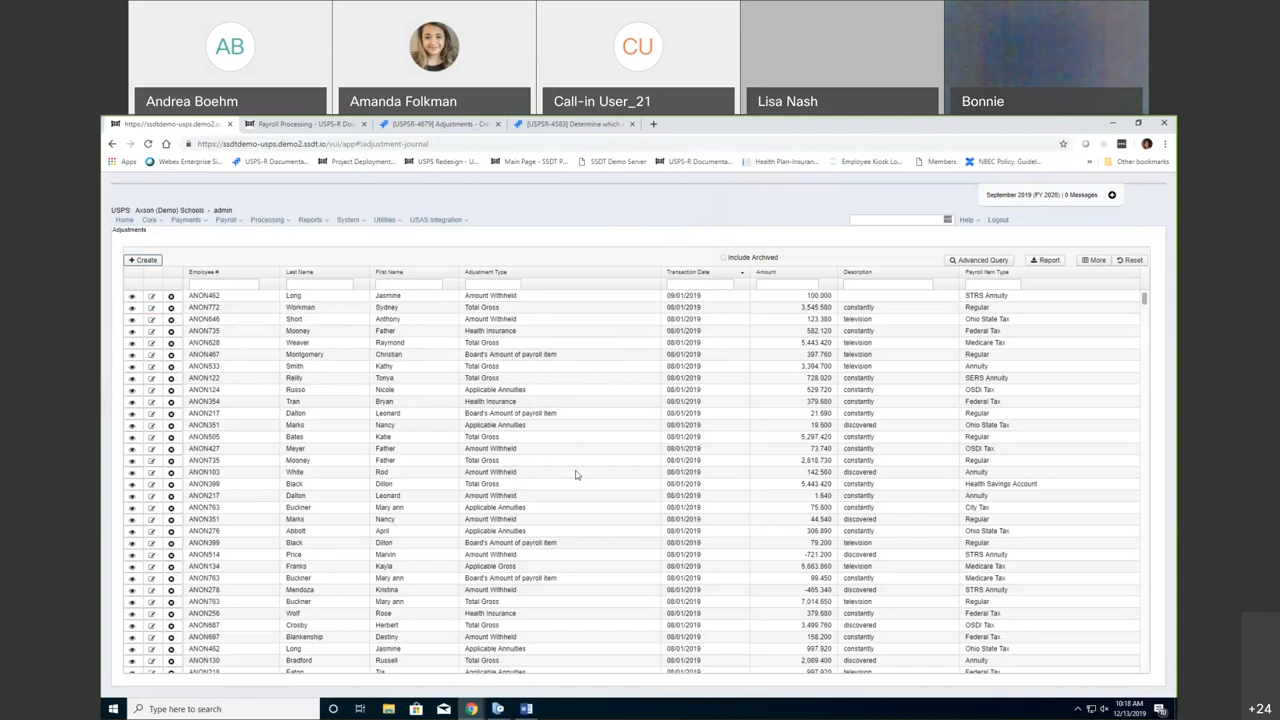 AB
CU
Andrea Boehm
Amanda Folkman
Call-in User_21
Lisa Nash
Bonnie
https://ssdtdemo-usps.demo2.ssdt.io
Payroll Processing - USPS-R Do...
[USPSR-4679] Adjustments - Cre
[USPSR-4583] Determine which
https://ssdtdemo-usps.demo2.ssdt.io/vui/app#!adjustment-journal
Apps
Webex Enterprise Si...
USPS-R Documenta...
Project Deployment...
USPS Redesign - U...
Main Page - SSDT P...
SSDT Demo Server
USPS-R Documenta...
Health Plan-Insuran...
Employee Kiosk Lo...
Members
NBEC Policy, Guidel...
»
Other bookmarks
September 2019 (FY 2020) | 0 Messages
USPS: Axson (Demo) Schools - admin
Home Core Payments Payroll Processing Reports System Utilities USAS Integration
Help Logout
Adjustments
+ Create
Include Archived
Advanced Query
Report
More
Reset
Employee # Last Name First Name Adjustment Type Transaction Date Amount Description Payroll Item Type
ANON462 Long Jasmine Amount Withheld 09/01/2019 100.000 STRS Annuity
ANON772 Workman Sydney Total Gross 08/01/2019 3,545.580 constantly Regular
ANON646 Short Anthony Amount Withheld 08/01/2019 123.380 television Ohio State Tax
ANON735 Mooney Father Health Insurance 08/01/2019 582.120 constantly Federal Tax
ANON628 Weaver Raymond Total Gross 08/01/2019 5,443.420 television Medicare Tax
ANON467 Montgomery Christian Board's Amount of payroll item 08/01/2019 397.760 television Regular
ANON533 Smith Kathy Total Gross 08/01/2019 3,394.700 television Annuity
ANON122 Reilly Tonya Total Gross 08/01/2019 728.020 constantly SERS Annuity
ANON124 Russo Nicole Applicable Annuities 08/01/2019 529.720 constantly OSDI Tax
ANON354 Tran Bryan Health Insurance 08/01/2019 379.680 constantly Federal Tax
ANON217 Dalton Leonard Board's Amount of payroll item 08/01/2019 21.690 constantly Regular
ANON351 Marks Nancy Applicable Annuities 08/01/2019 19.600 discovered Ohio State Tax
ANON505 Bates Katie Total Gross 08/01/2019 5,297.420 constantly Regular
ANON427 Meyer Father Amount Withheld 08/01/2019 73.740 constantly OSDI Tax
ANON735 Mooney Father Total Gross 08/01/2019 2,818.730 constantly Regular
ANON103 White Rod Amount Withheld 08/01/2019 142.560 discovered Annuity
ANON399 Black Dillon Total Gross 08/01/2019 5,443.420 constantly Health Savings Account
ANON217 Dalton Leonard Amount Withheld 08/01/2019 1.640 constantly Annuity
ANON763 Buckner Mary ann Applicable Annuities 08/01/2019 75.600 constantly City Tax
ANON351 Marks Nancy Amount Withheld 08/01/2019 44.540 discovered Regular
ANON276 Abbott April Applicable Annuities 08/01/2019 306.890 constantly Ohio State Tax
ANON399 Black Dillon Board's Amount of payroll item 08/01/2019 79.200 television Regular
ANON514 Price Marvin Amount Withheld 08/01/2019 -721.200 discovered STRS Annuity
ANON134 Franks Kayla Applicable Gross 08/01/2019 5,663.860 television Medicare Tax
ANON763 Buckner Mary ann Board's Amount of payroll item 08/01/2019 99.450 constantly Medicare Tax
ANON278 Mendoza Kristina Amount Withheld 08/01/2019 -465.340 discovered STRS Annuity
ANON763 Buckner Mary ann Total Gross 08/01/2019 7,014.650 television Regular
ANON256 Wolf Rose Health Insurance 08/01/2019 379.680 constantly Federal Tax
ANON687 Crosby Herbert Total Gross 08/01/2019 3,499.760 discovered OSDI Tax
ANON697 Blankenship Destiny Amount Withheld 08/01/2019 158.200 constantly Federal Tax
ANON462 Long Jasmine Applicable Annuities 08/01/2019 997.920 constantly Ohio State Tax
ANON130 Bradford Russell Total Gross 08/01/2019 2,089.400 discovered Annuity
ANON218 Eaton Tia Applicable Annuities 08/01/2019 997.920 constantly Ohio State Tax
Type here to search
10:18 AM
12/13/2019
+24